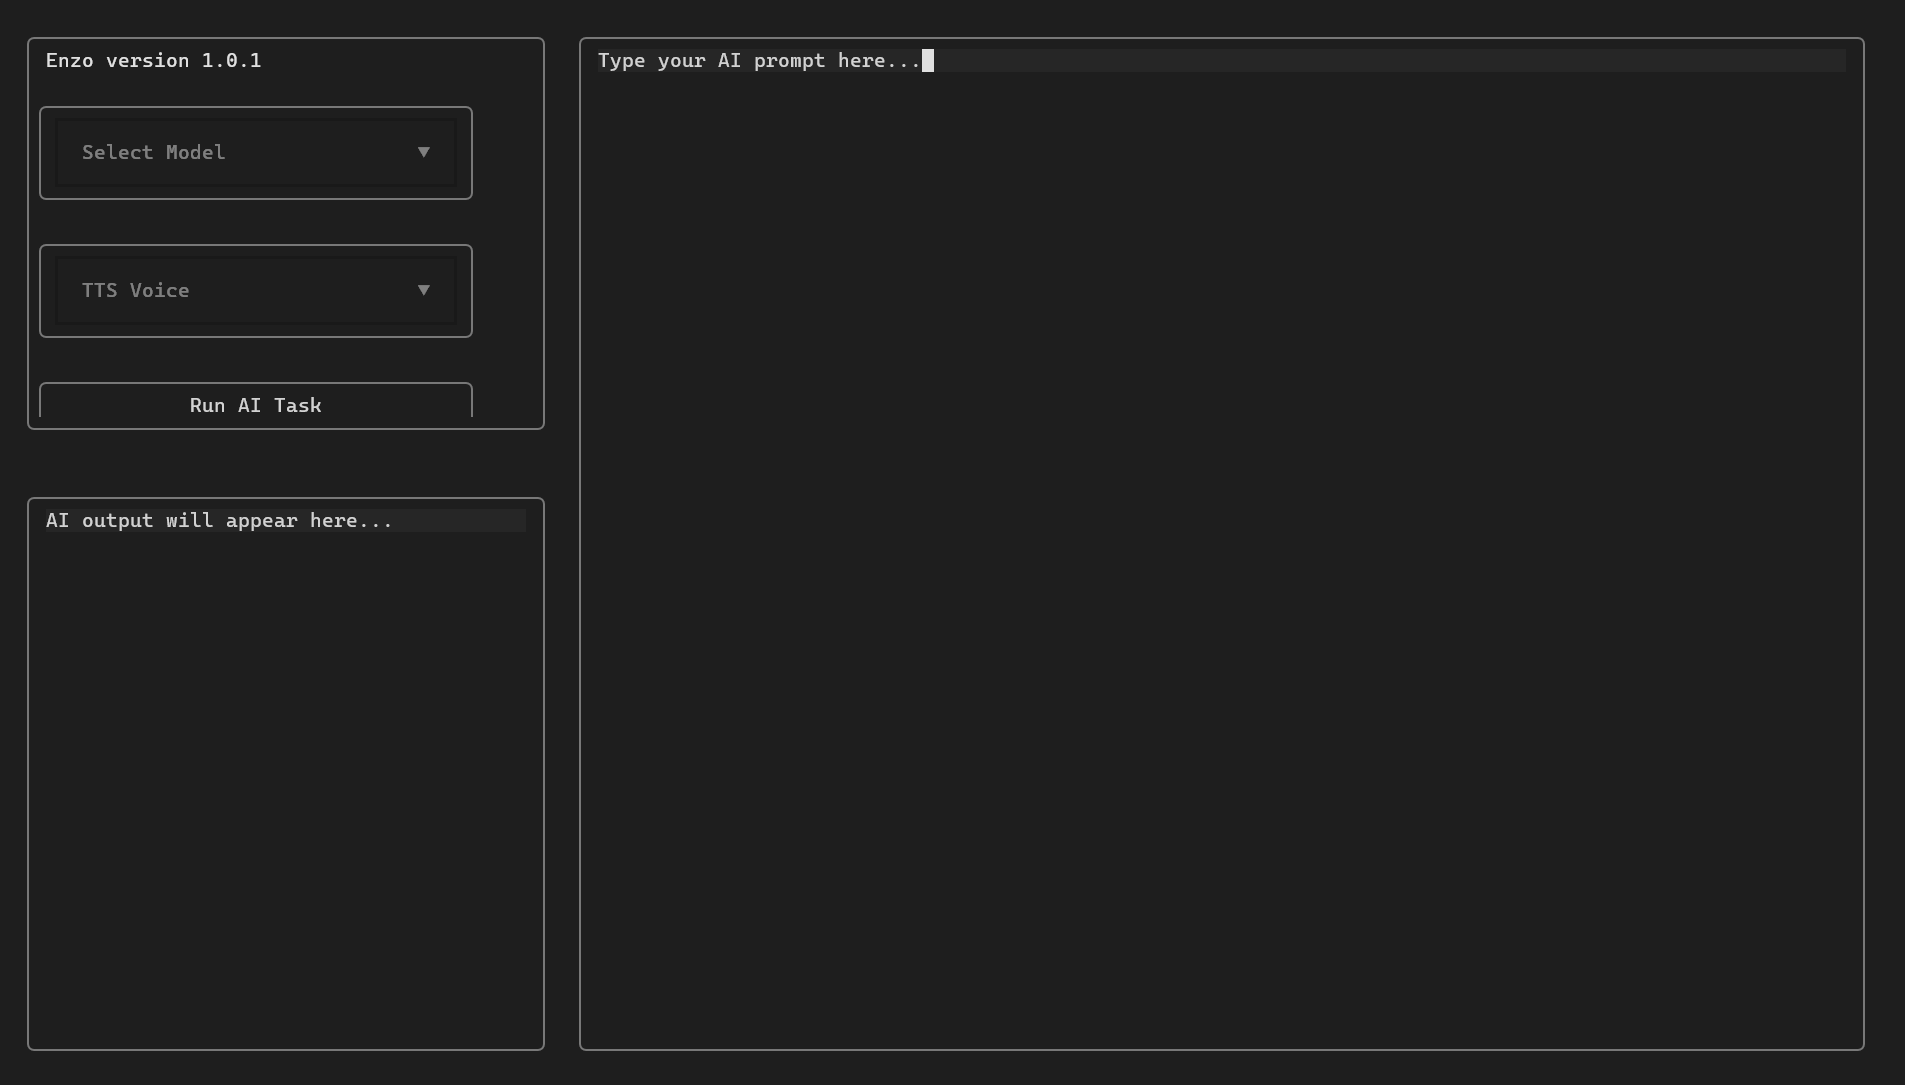 Enzo version 1.0.1
Select Model ▼
TTS Voice ▼
Run AI Task
AI output will appear here...
Type your AI prompt here...